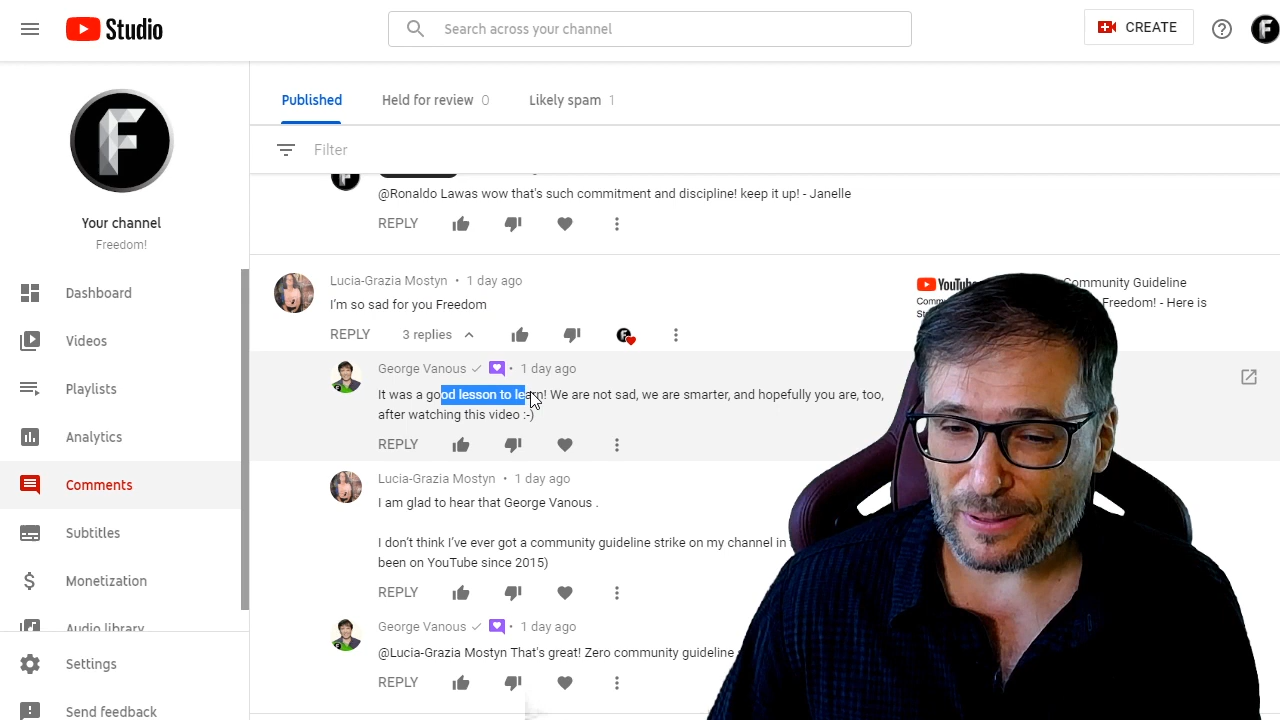 Studio
Search across your channel
CREATE
Your channel
Freedom!
Dashboard
Videos
Playlists
Analytics
Comments
Subtitles
Monetization
Audio library
Settings
Send feedback
Published
Held for review 0
Likely spam 1
Filter
@Ronaldo Lawas wow that's such commitment and discipline! keep it up! - Janelle
REPLY
Lucia-Grazia Mostyn • 1 day ago
I'm so sad for you Freedom
REPLY 3 replies
YouTube
Community Guideline
Freedom! - Here is
George Vanous • 1 day ago
It was a good lesson to learn! We are not sad, we are smarter, and hopefully you are, too,
after watching this video :-)
REPLY
Lucia-Grazia Mostyn • 1 day ago
I am glad to hear that George Vanous .
I don't think I've ever got a community guideline strike on my channel in
been on YouTube since 2015)
REPLY
George Vanous • 1 day ago
@Lucia-Grazia Mostyn That's great! Zero community guideline
REPLY